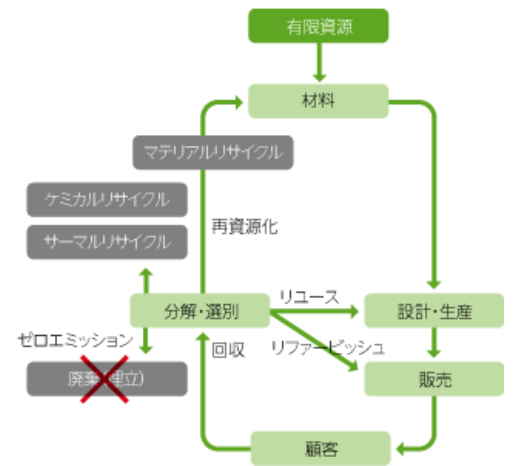 有限資源
材料
マテリアルリサイクル
ケミカルリサイクル
再資源化
サーマルリサイクル
分解・選別
リユース
設計・生産
ゼロエミッション
回収
リファービッシュ
廃棄(埋立)
販売
顧客